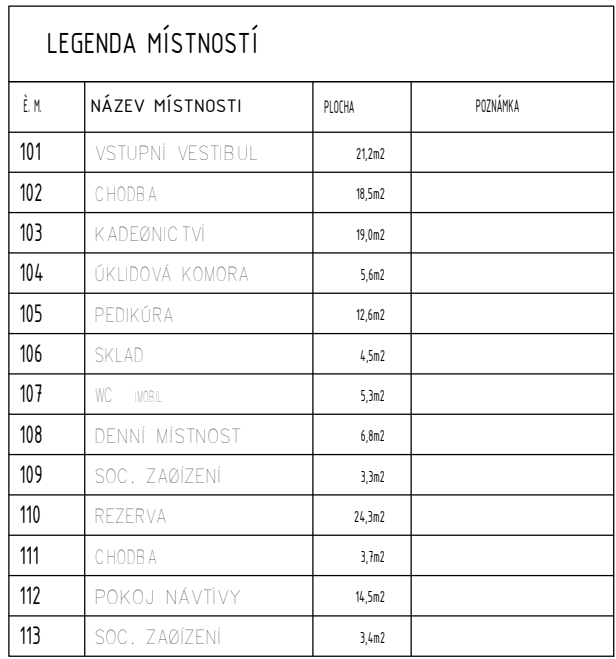 LEGENDA MÍSTNOSTÍ
È. M. NÁZEV MÍSTNOSTI PLOCHA POZNÁMKA
101 VSTUPNÍ VESTIBUL 21,2m2
102 CHODBA 18,5m2
103 KADEØNICTVÍ 19,0m2
104 ÚKLIDOVÁ KOMORA 5,6m2
105 PEDIKÚRA 12,6m2
106 SKLAD 4,5m2
107 WC IMOBIL 5,3m2
108 DENNÍ MÍSTNOST 6,8m2
109 SOC. ZAØÍZENÍ 3,3m2
110 REZERVA 24,3m2
111 CHODBA 3,7m2
112 POKOJ NÁVTÌVY 14,5m2
113 SOC. ZAØÍZENÍ 3,4m2